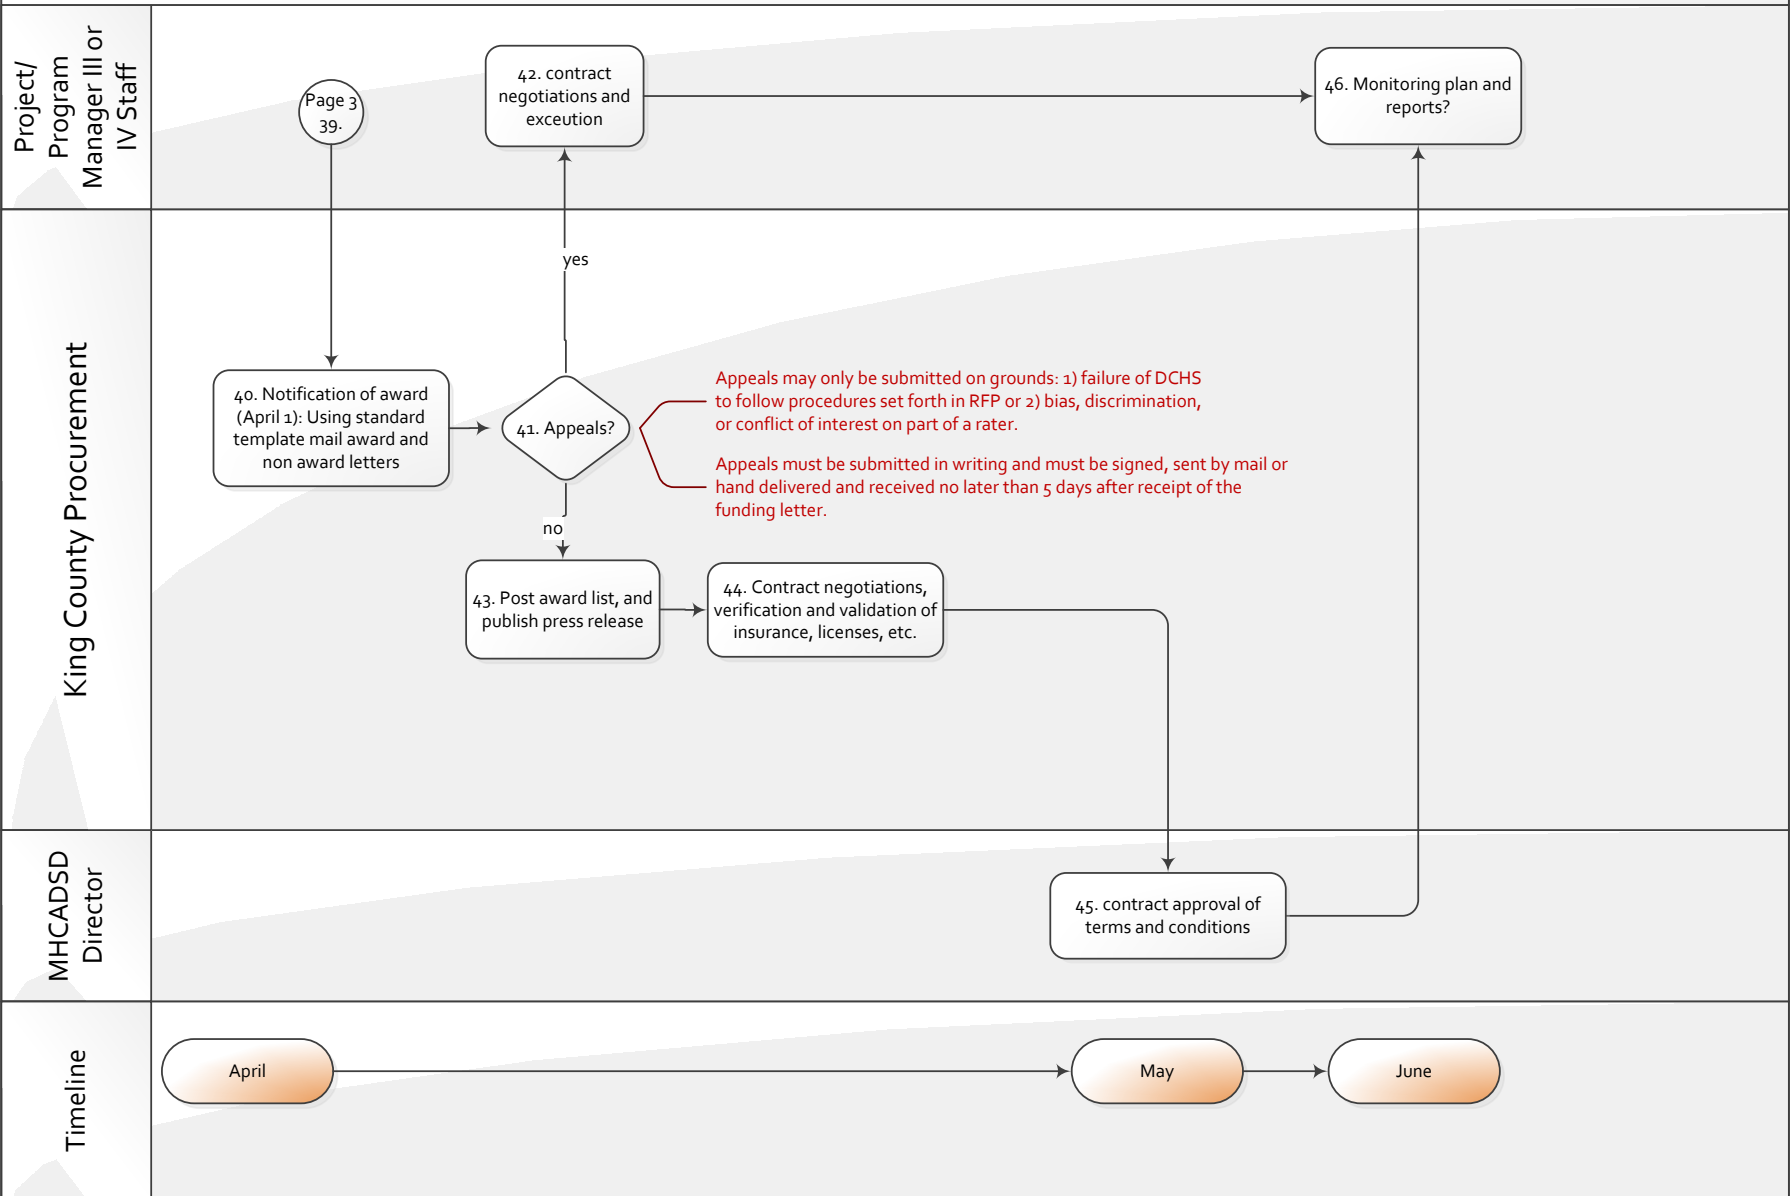 Project/
Program
Manager III or
IV Staff
Page 3
39.
42. contract
negotiations and
exceution
46. Monitoring plan and
reports?
King County Procurement
yes
40. Notification of award
(April 1): Using standard
template mail award and
non award letters
41. Appeals?
Appeals may only be submitted on grounds: 1) failure of DCHS
to follow procedures set forth in RFP or 2) bias, discrimination,
or conflict of interest on part of a rater.
Appeals must be submitted in writing and must be signed, sent by mail or
hand delivered and received no later than 5 days after receipt of the
funding letter.
no
43. Post award list, and
publish press release
44. Contract negotiations,
verification and validation of
insurance, licenses, etc.
MHCADSD
Director
45. contract approval of
terms and conditions
Timeline
April
May
June